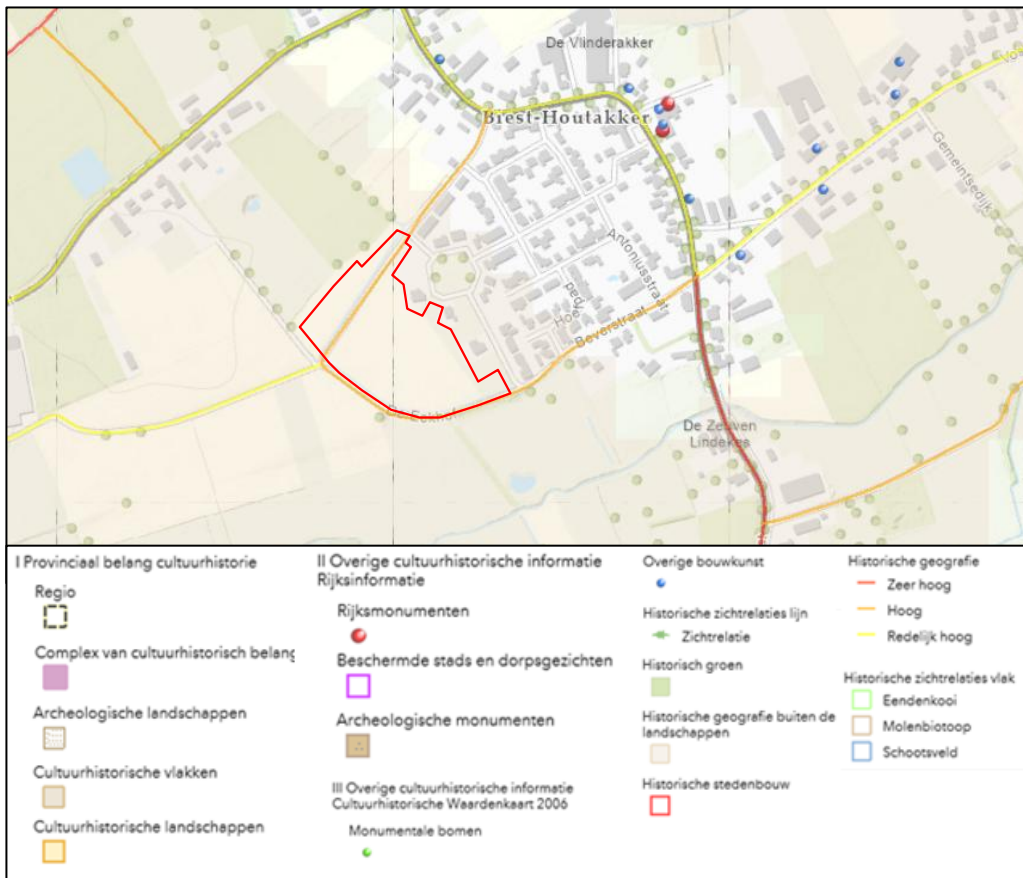 De Vlinderakker
Brest-Houtakker
Gemeintsedijk
Antoniusstraat
Hoef
Beverstraat
De Zeuven
Lindekes
I Provinciaal belang cultuurhistorie
Regio
Complex van cultuurhistorisch belang
Archeologische landschappen
Cultuurhistorische vlakken
Cultuurhistorische landschappen
II Overige cultuurhistorische informatie
Rijksinformatie
Rijksmonumenten
Beschermde stads en dorpsgezichten
Archeologische monumenten
III Overige cultuurhistorische informatie
Cultuurhistorische Waardenkaart 2006
Monumentale bomen
Overige bouwkunst
Historische zichtrelaties lijn
Zichtrelatie
Historisch groen
Historische geografie buiten de
landschappen
Historische stedenbouw
Historische geografie
Zeer hoog
Hoog
Redelijk hoog
Historische zichtrelaties vlak
Eendenkooi
Molenbiotoop
Schootsveld